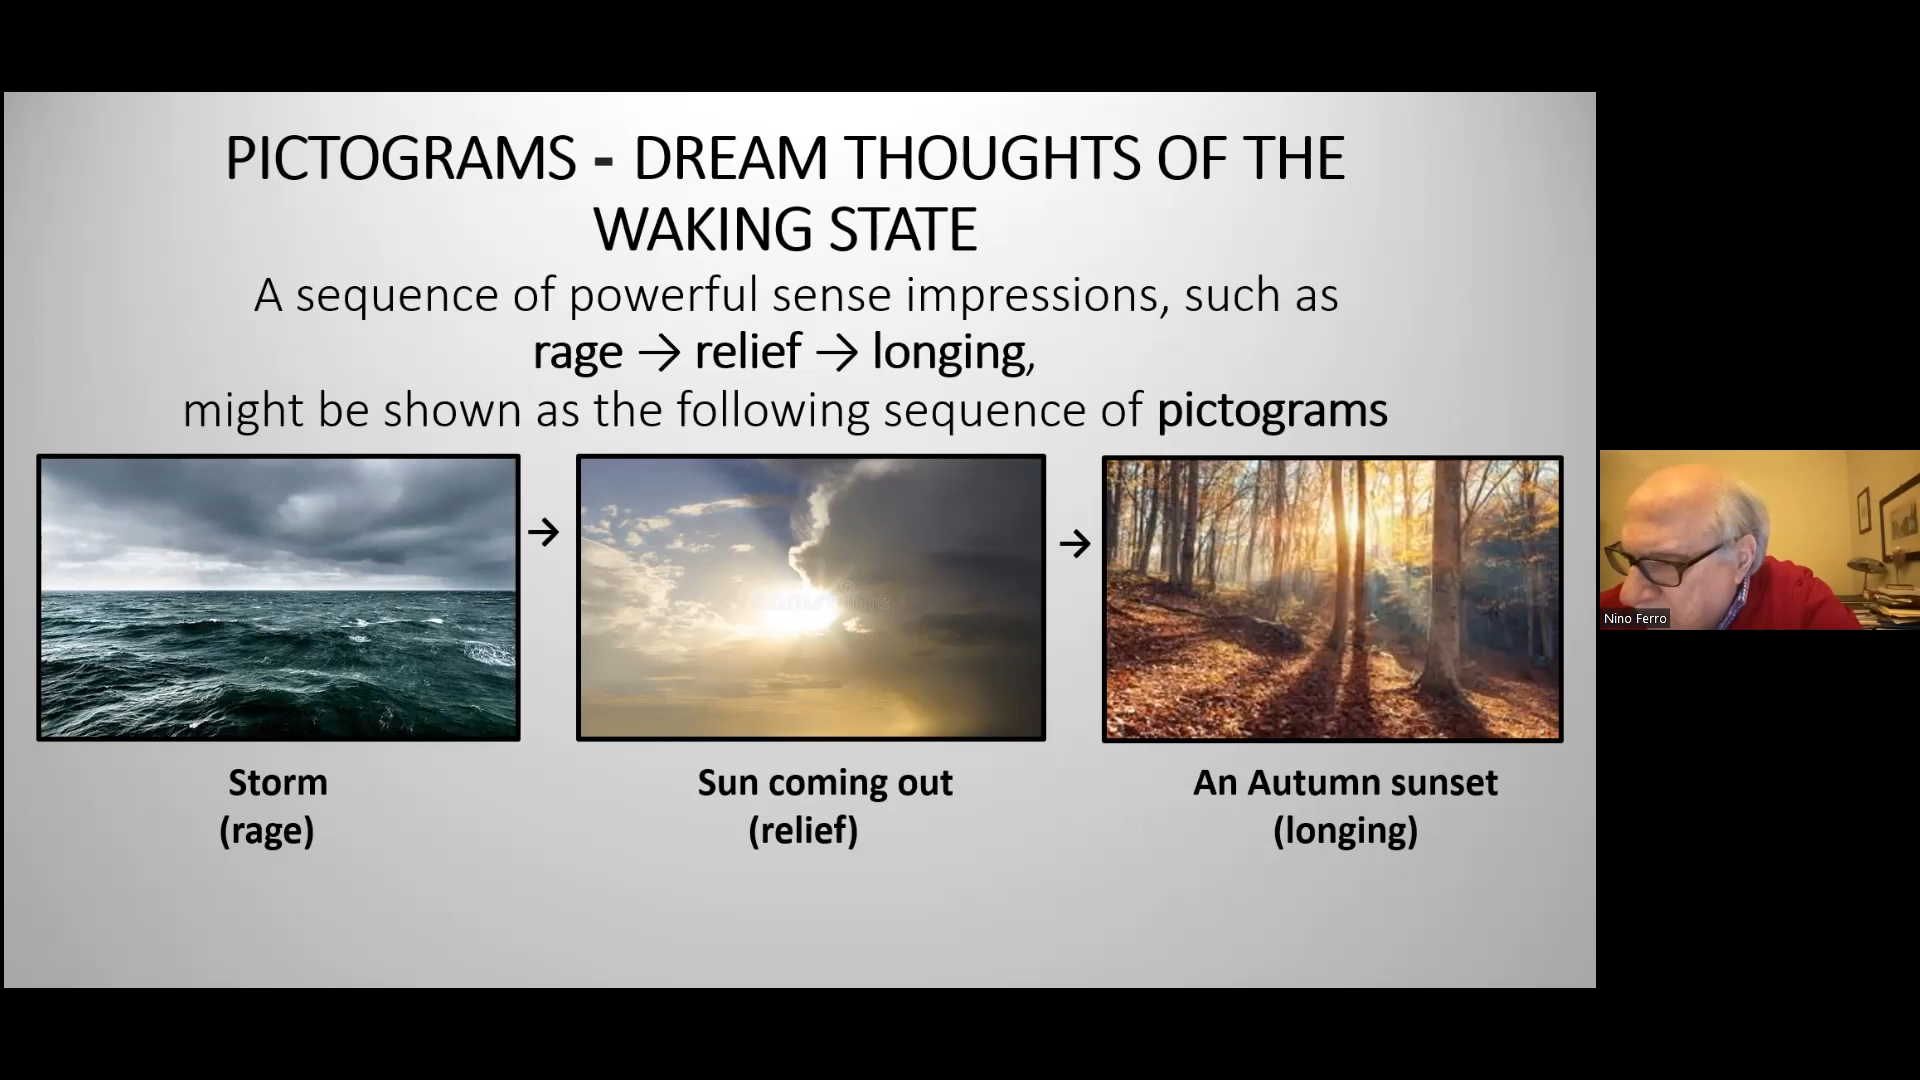 PICTOGRAMS - DREAM THOUGHTS OF THE
WAKING STATE
A sequence of powerful sense impressions, such as
rage → relief → longing,
might be shown as the following sequence of pictograms
→
→
Storm
(rage)
Sun coming out
(relief)
An Autumn sunset
(longing)
Nino Ferro